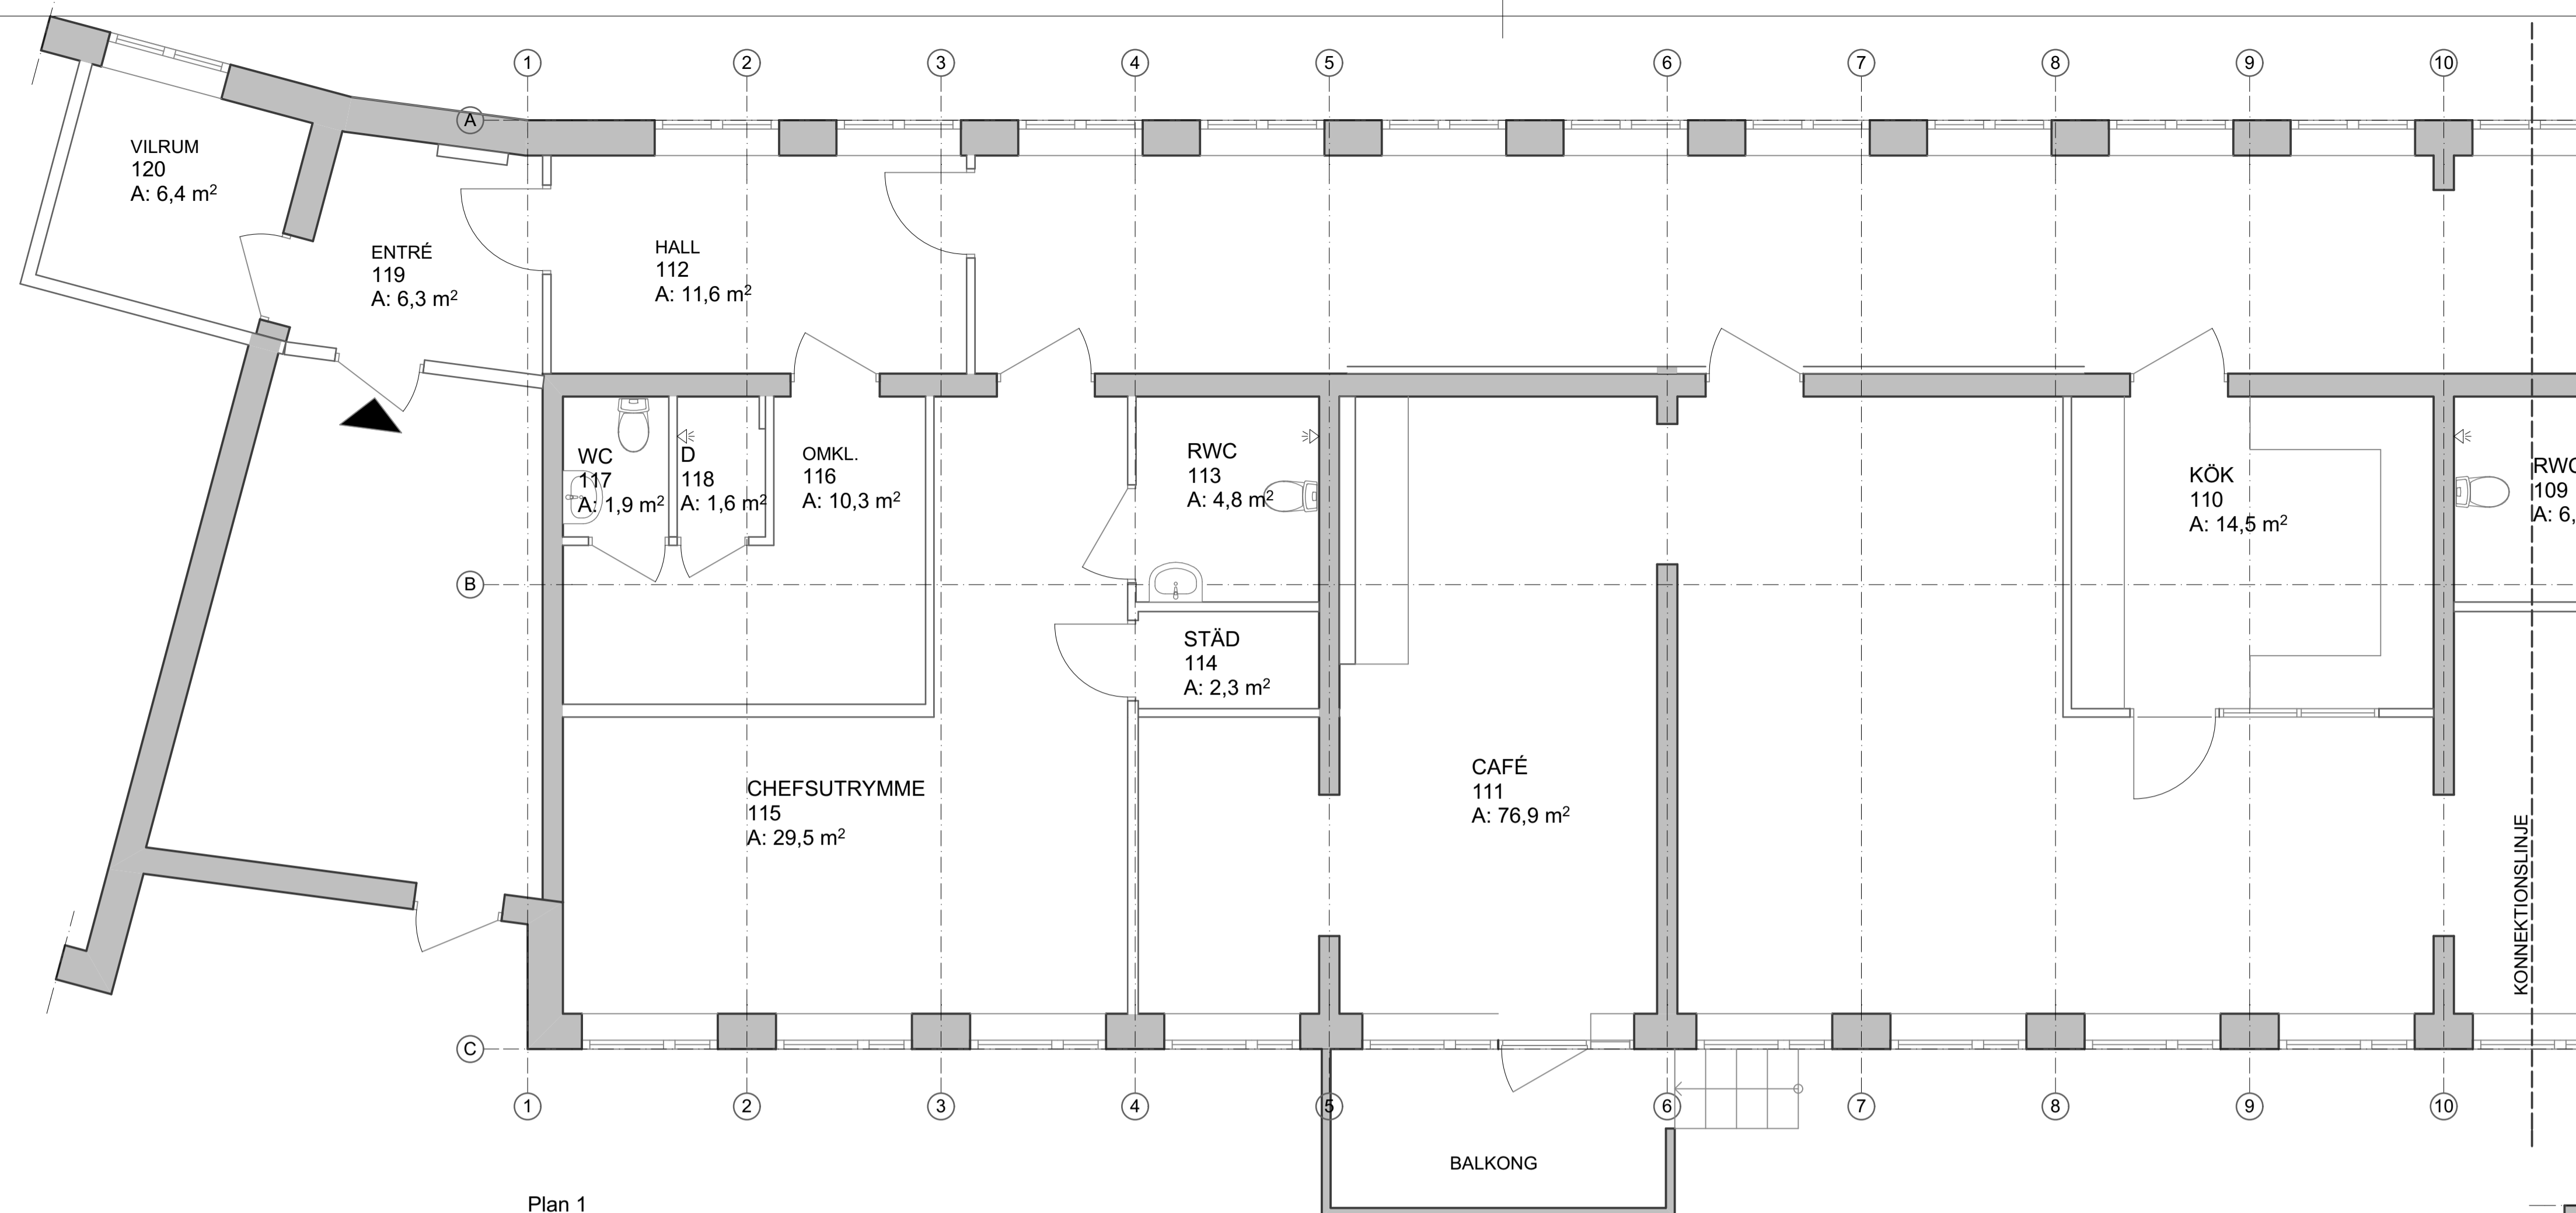 1
2
3
4
5
6
7
8
9
10
A
VILRUM
120
A: 6,4 m²
ENTRÉ
119
A: 6,3 m²
HALL
112
A: 11,6 m²
WC
117
A: 1,9 m²
D
118
A: 1,6 m²
OMKL.
116
A: 10,3 m²
RWC
113
A: 4,8 m²
KÖK
110
A: 14,5 m²
RWC
109
A: 6,
B
STÄD
114
A: 2,3 m²
CHEFSUTRYMME
115
A: 29,5 m²
CAFÉ
111
A: 76,9 m²
KONNEKTIONSLINJE
C
1
2
3
4
5
6
7
8
9
10
BALKONG
Plan 1